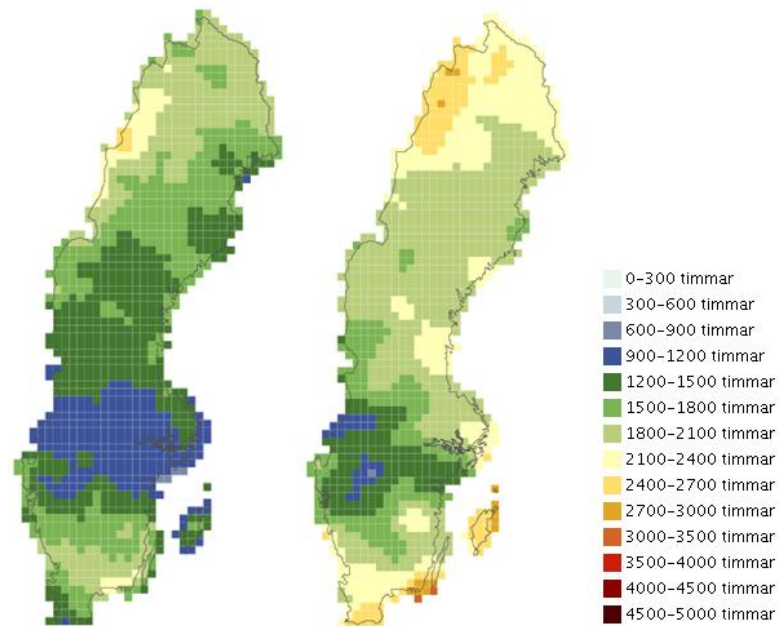 0–300 timmar
300–600 timmar
600–900 timmar
900–1200 timmar
1200–1500 timmar
1500–1800 timmar
1800–2100 timmar
2100–2400 timmar
2400–2700 timmar
2700–3000 timmar
3000–3500 timmar
3500–4000 timmar
4000–4500 timmar
4500–5000 timmar